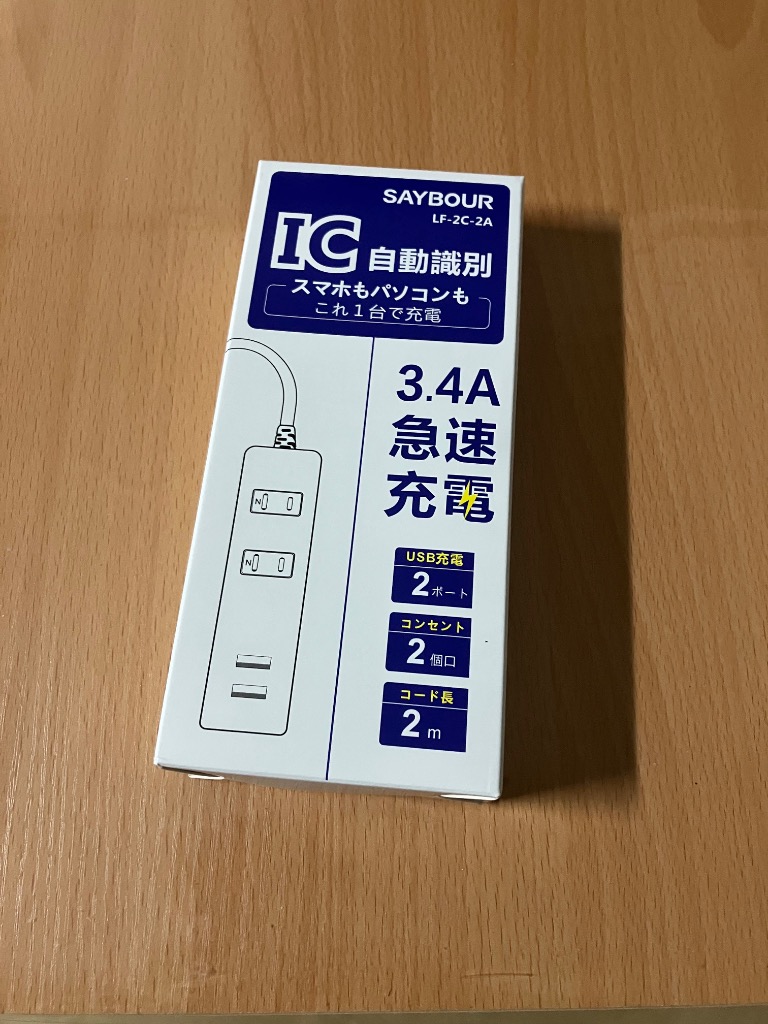 SAYBOUR
LF-2C-2A
IC 自動識別
スマホもパソコンも
これ1台で充電
3.4A
急速
充電
USB充電
2ポート
コンセント
2個口
コード長
2m
N
N